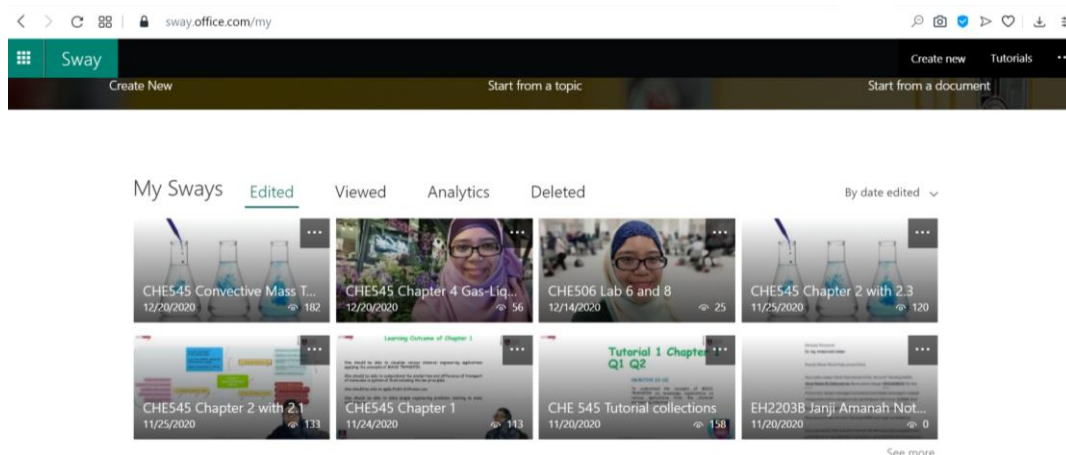 sway.office.com/my
Sway
Create new Tutorials
Create New Start from a topic Start from a document
My Sways Edited Viewed Analytics Deleted By date edited
CHE545 Convective Mass T... CHE545 Chapter 4 Gas-Liq... CHE506 Lab 6 and 8 CHE545 Chapter 2 with 2.3
12/20/2020 182 12/20/2020 56 12/14/2020 25 11/25/2020 120
Learning Outcome of Chapter 1
Tutorial 1 Chapter 1
Q1 Q2
CHE545 Chapter 2 with 2.1 CHE545 Chapter 1 CHE 545 Tutorial collections EH2203B Janji Amanah Not...
11/25/2020 133 11/24/2020 113 11/20/2020 158 11/20/2020 0
See more